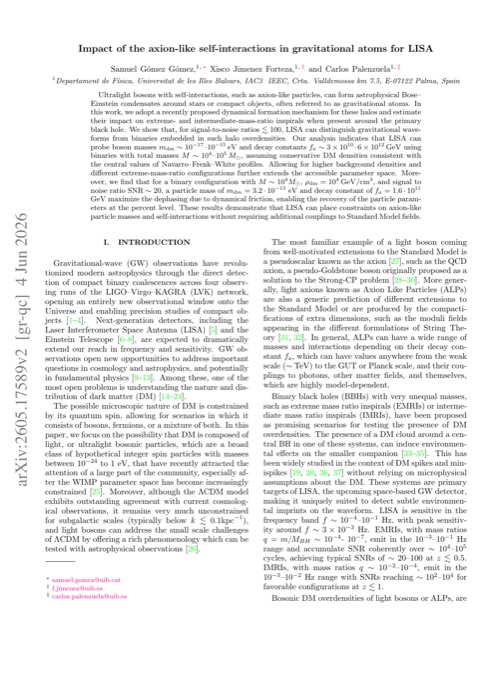 Impact of the axion-like self-interactions in gravitational atoms for LISA
Samuel Gómez Gómez,1, * Xisco Jimenez Forteza,1, † and Carlos Palenzuela1, ‡
1Departament de Física, Universitat de les Illes Balears, IAC3 IEEC, Crta. Valldemossa km 7.5, E-07122 Palma, Spain
Ultralight bosons with self-interactions, such as axion-like particles, can form astrophysical Bose–
Einstein condensates around stars or compact objects, often referred to as gravitational atoms. In
this work, we adopt a recently proposed dynamical formation mechanism for these halos and estimate
their impact on extreme- and intermediate-mass-ratio inspirals when present around the primary
black hole. We show that, for signal-to-noise ratios ≲ 100, LISA can distinguish gravitational wave-
forms from binaries embedded in such halo overdensities. Our analysis indicates that LISA can
probe boson masses mdm ∼ 10−17–10−15 eV and decay constants fa ∼ 3 × 1010–6 × 1012 GeV using
binaries with total masses M ∼ 104–105 M⊙, assuming conservative DM densities consistent with
the central values of Navarro–Frenk–White profiles. Allowing for higher background densities and
different extreme-mass-ratio configurations further extends the accessible parameter space. More-
over, we find that for a binary configuration with M ∼ 104M⊙, ρdm = 104 GeV/cm3, and signal to
noise ratio SNR ∼ 20, a particle mass of mdm = 3.2 · 10−15 eV and decay constant of fa = 1.6 · 1011
GeV maximize the dephasing due to dynamical friction, enabling the recovery of the particle param-
eters at the percent level. These results demonstrate that LISA can place constraints on axion-like
particle masses and self-interactions without requiring additional couplings to Standard Model fields.
I. INTRODUCTION
Gravitational-wave (GW) observations have revolu-
tionized modern astrophysics through the direct detec-
tion of compact binary coalescences across four observ-
ing runs of the LIGO–Virgo–KAGRA (LVK) network,
opening an entirely new observational window onto the
Universe and enabling precision studies of compact ob-
jects [1–4]. Next-generation detectors, including the
Laser Interferometer Space Antenna (LISA) [5] and the
Einstein Telescope [6–8], are expected to dramatically
extend our reach in frequency and sensitivity. GW ob-
servations open new opportunities to address important
questions in cosmology and astrophysics, and potentially
in fundamental physics [9–13]. Among these, one of the
most open problems is understanding the nature and dis-
tribution of dark matter (DM) [14–24].
The possible microscopic nature of DM is constrained
by its quantum spin, allowing for scenarios in which it
consists of bosons, fermions, or a mixture of both. In this
paper, we focus on the possibility that DM is composed of
light, or ultralight bosonic particles, which are a broad
class of hypothetical integer spin particles with masses
between 10−24 to 1 eV, that have recently attracted the
attention of a large part of the community, especially af-
ter the WIMP parameter space has become increasingly
constrained [25]. Moreover, although the ΛCDM model
exhibits outstanding agreement with current cosmolog-
ical observations, it remains very much unconstrained
for subgalactic scales (typically below k ≲ 0.1kpc−1),
and light bosons can address the small scale challenges
of ΛCDM by offering a rich phenomenology which can be
tested with astrophysical observations [26].
* samuel.gomez@uib.cat
† f.jimenez@uib.es
‡ carlos.palenzuela@uib.es
The most familiar example of a light boson coming
from well-motivated extensions to the Standard Model is
a pseudoscalar known as the axion [27], such as the QCD
axion, a pseudo-Goldstone boson originally proposed as a
solution to the Strong-CP problem [28–30]. More gener-
ally, light axions known as Axion Like Particles (ALPs)
are also a generic prediction of different extensions to
the Standard Model or are produced by the compacti-
fications of extra dimensions, such as the moduli fields
appearing in the different formulations of String The-
ory [31, 32]. In general, ALPs can have a wide range of
masses and interactions depending on their decay con-
stant fa, which can have values anywhere from the weak
scale (∼ TeV) to the GUT or Planck scale, and their cou-
plings to photons, other matter fields, and themselves,
which are highly model-dependent.
Binary black holes (BBHs) with very unequal masses,
such as extreme mass ratio inspirals (EMRIs) or interme-
diate mass ratio inspirals (IMRIs), have been proposed
as promising scenarios for testing the presence of DM
overdensities. The presence of a DM cloud around a cen-
tral BH in one of these systems, can induce environmen-
tal effects on the smaller companion [33–35]. This has
been widely studied in the context of DM spikes and min-
ispikes [19, 20, 36, 37] without relying on microphysical
assumptions about the DM. These systems are primary
targets of LISA, the upcoming space-based GW detector,
making it uniquely suited to detect subtle environmen-
tal imprints on the waveform. LISA is sensitive in the
frequency band f ∼ 10−4–10−1 Hz, with peak sensitiv-
ity around f ∼ 3 × 10−3 Hz. EMRIs, with mass ratios
q = m/MBH ∼ 10−4- 10−7, emit in the 10−3–10−1 Hz
range and accumulate SNR coherently over ∼ 104–105
cycles, achieving typical SNRs of ∼ 20–100 at z ≲ 0.5.
IMRIs, with mass ratios q ∼ 10−2–10−4, emit in the
10−3–10−2 Hz range with SNRs reaching ∼ 102–104 for
favorable configurations at z ≲ 1.
Bosonic DM overdensities of light bosons or ALPs, are
arXiv:2605.17589v2 [gr-qc] 4 Jun 2026